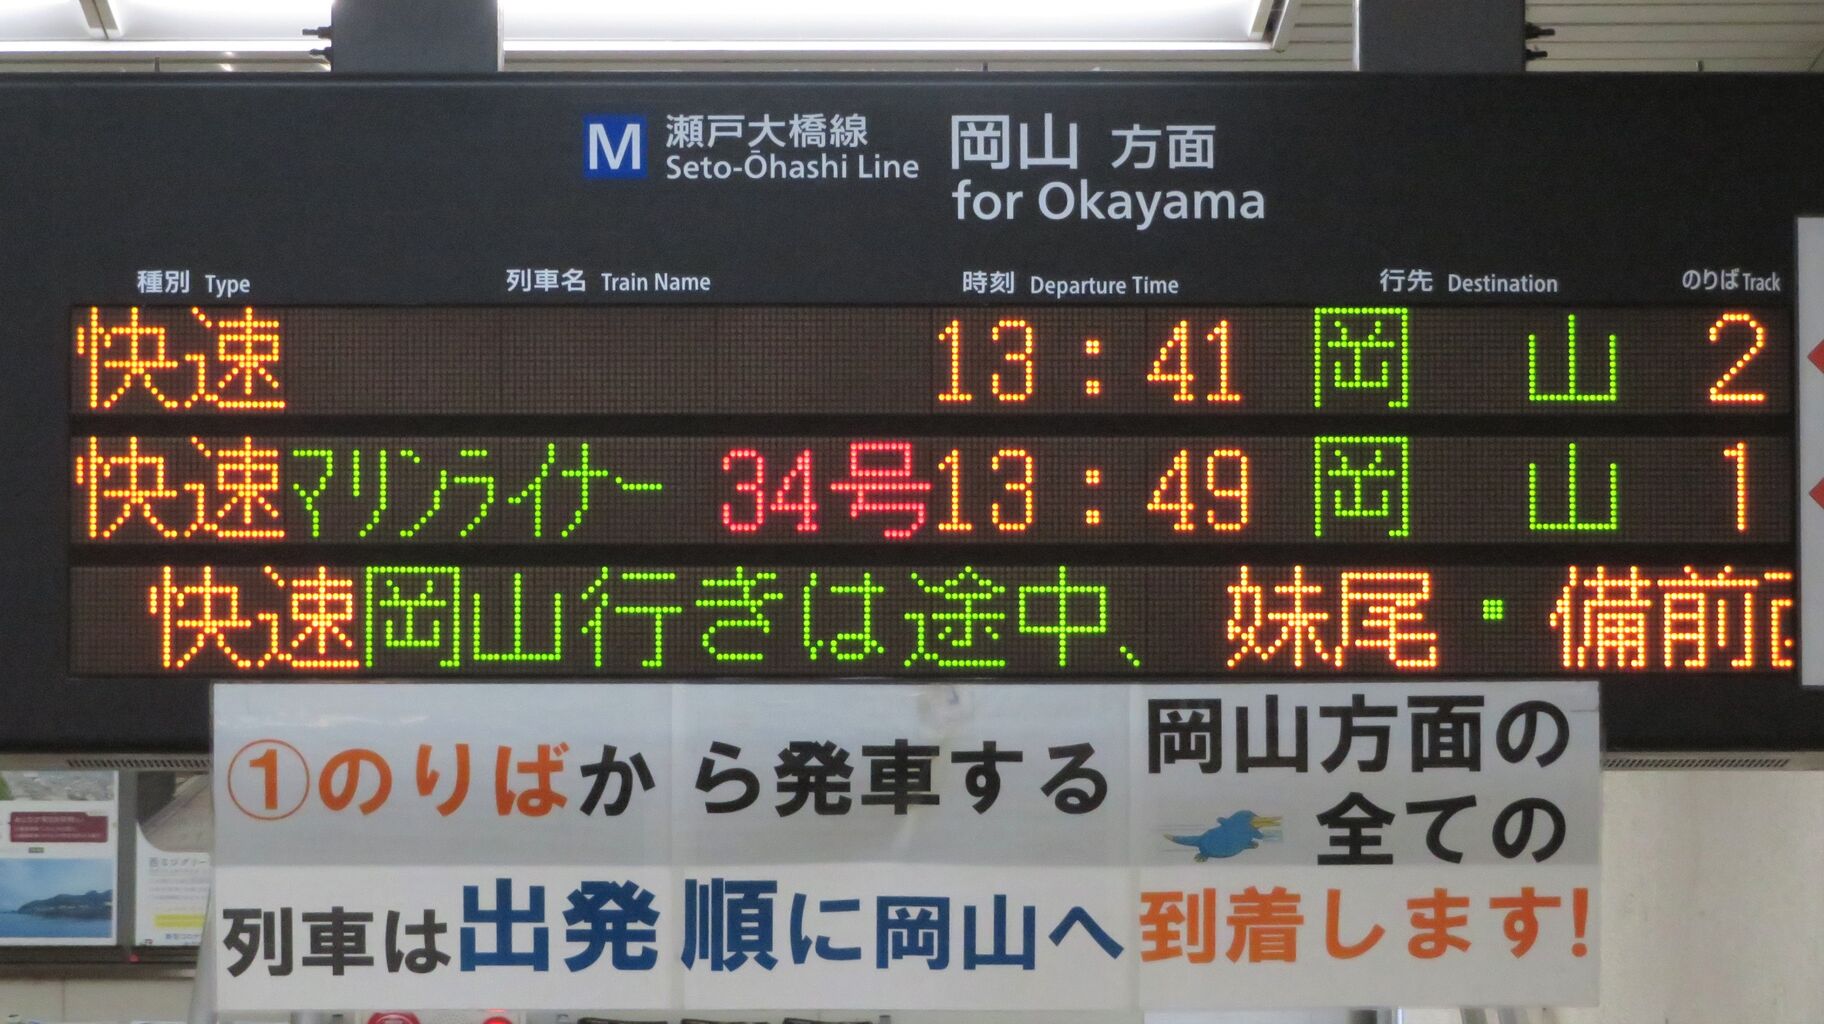 M 瀬戸大橋線 岡山 方面
Seto-Ōhashi Line for Okayama
種別 Type 列車名 Train Name 時刻 Departure Time 行先 Destination のりば Track
快速 13:41 岡山 2
快速 マリンライナー 34号 13:49 岡山 1
快速 岡山行きは途中、 妹尾・備前
①のりばから発車する 岡山方面の
全ての
列車は出発順に岡山へ到着します!